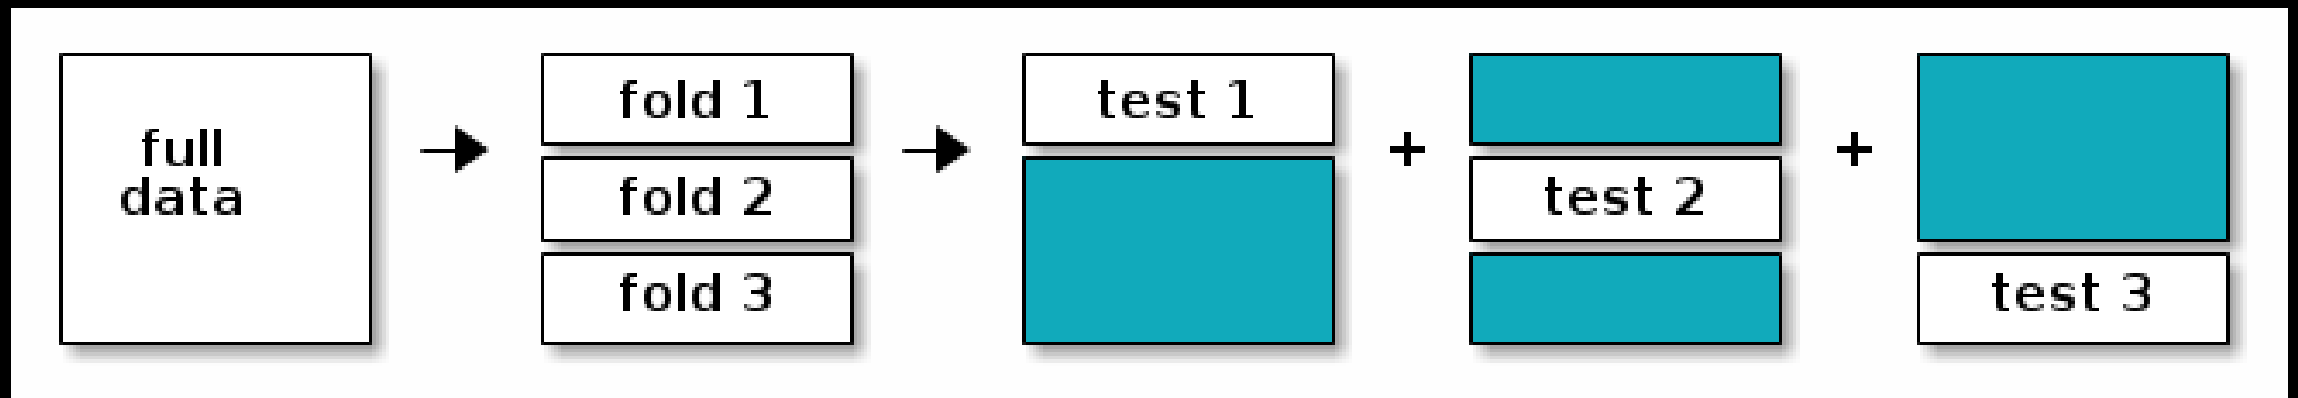 full
data
fold 1
fold 2
fold 3
test 1
+
test 2
+
test 3